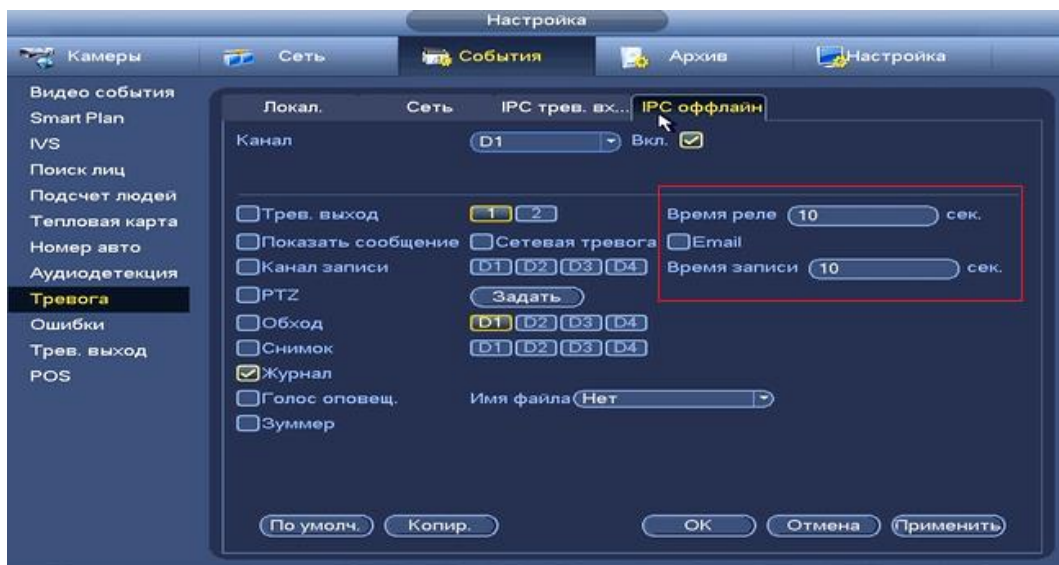 Настройка
Камеры Сеть События Архив Настройка
Видео события
Smart Plan
IVS
Поиск лиц
Подсчет людей
Тепловая карта
Номер авто
Аудиодетекция
Тревога
Ошибки
Трев. выход
POS
Локал. Сеть IPC трев. вх... IPC оффлайн
Канал D1 Вкл.
Трев. выход 1 2 Время реле 10 сек.
Показать сообщение Сетевая тревога Email
Канал записи D1 D2 D3 D4 Время записи 10 сек.
PTZ Задать
Обход D1 D2 D3 D4
Снимок D1 D2 D3 D4
Журнал
Голос оповещ. Имя файла Нет
Зуммер
По умолч. Копир. OK Отмена Применить